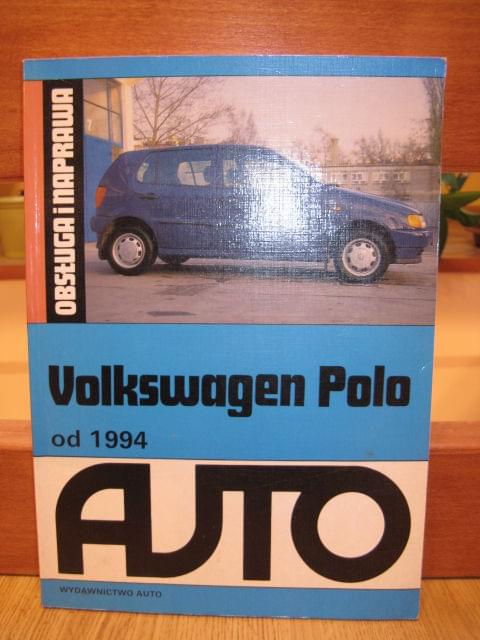 OBSŁUGA i NAPRAWA
Volkswagen Polo
od 1994
AUTO
WYDAWNICTWO AUTO